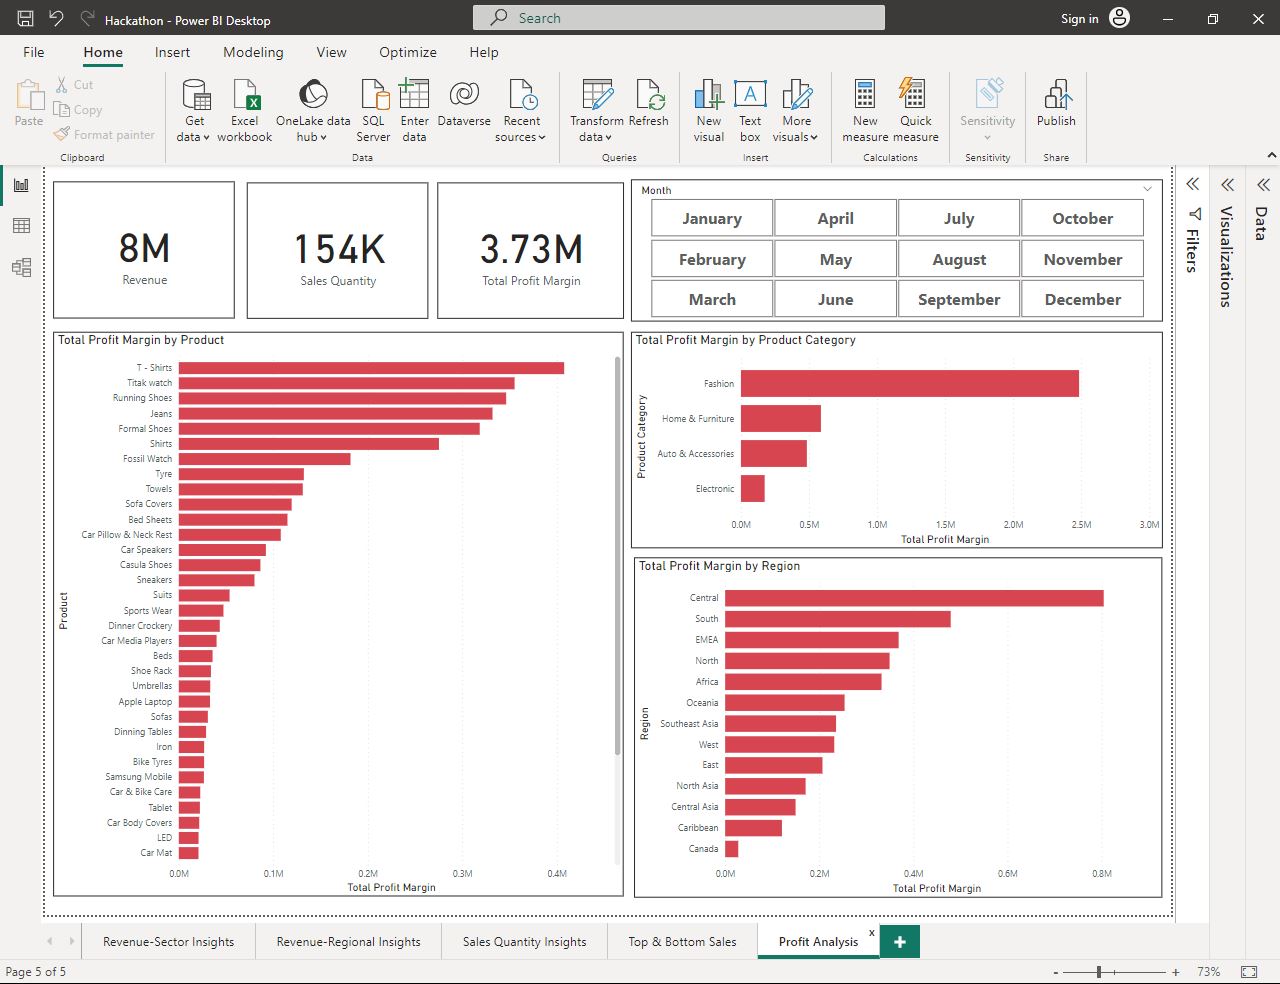 Hackathon - Power BI Desktop
Search
Sign in
File
Home
Insert
Modeling
View
Optimize
Help
Paste
Cut
Copy
Format painter
Clipboard
Get data
Excel workbook
OneLake data hub
SQL Server
Enter data
Dataverse
Recent sources
Data
Transform data
Refresh
Queries
New visual
Text box
More visuals
Insert
New measure
Quick measure
Calculations
Sensitivity
Sensitivity
Publish
Share
8M
Revenue
154K
Sales Quantity
3.73M
Total Profit Margin
Month
January
April
July
October
February
May
August
November
March
June
September
December
Filters
Visualizations
Data
Total Profit Margin by Product
Product
T - Shirts
Titak watch
Running Shoes
Jeans
Formal Shoes
Shirts
Fossil Watch
Tyre
Towels
Sofa Covers
Bed Sheets
Car Pillow & Neck Rest
Car Speakers
Casula Shoes
Sneakers
Suits
Sports Wear
Dinner Crockery
Car Media Players
Beds
Shoe Rack
Umbrellas
Apple Laptop
Sofas
Dinning Tables
Iron
Bike Tyres
Samsung Mobile
Car & Bike Care
Tablet
Car Body Covers
LED
Car Mat
0.0M 0.1M 0.2M 0.3M 0.4M
Total Profit Margin
Total Profit Margin by Product Category
Product Category
Fashion
Home & Furniture
Auto & Accessories
Electronic
0.0M 0.5M 1.0M 1.5M 2.0M 2.5M 3.0M
Total Profit Margin
Total Profit Margin by Region
Region
Central
South
EMEA
North
Africa
Oceania
Southeast Asia
West
East
North Asia
Central Asia
Caribbean
Canada
0.0M 0.2M 0.4M 0.6M 0.8M
Total Profit Margin
Revenue-Sector Insights
Revenue-Regional Insights
Sales Quantity Insights
Top & Bottom Sales
Profit Analysis
x
+
Page 5 of 5
- + 73%